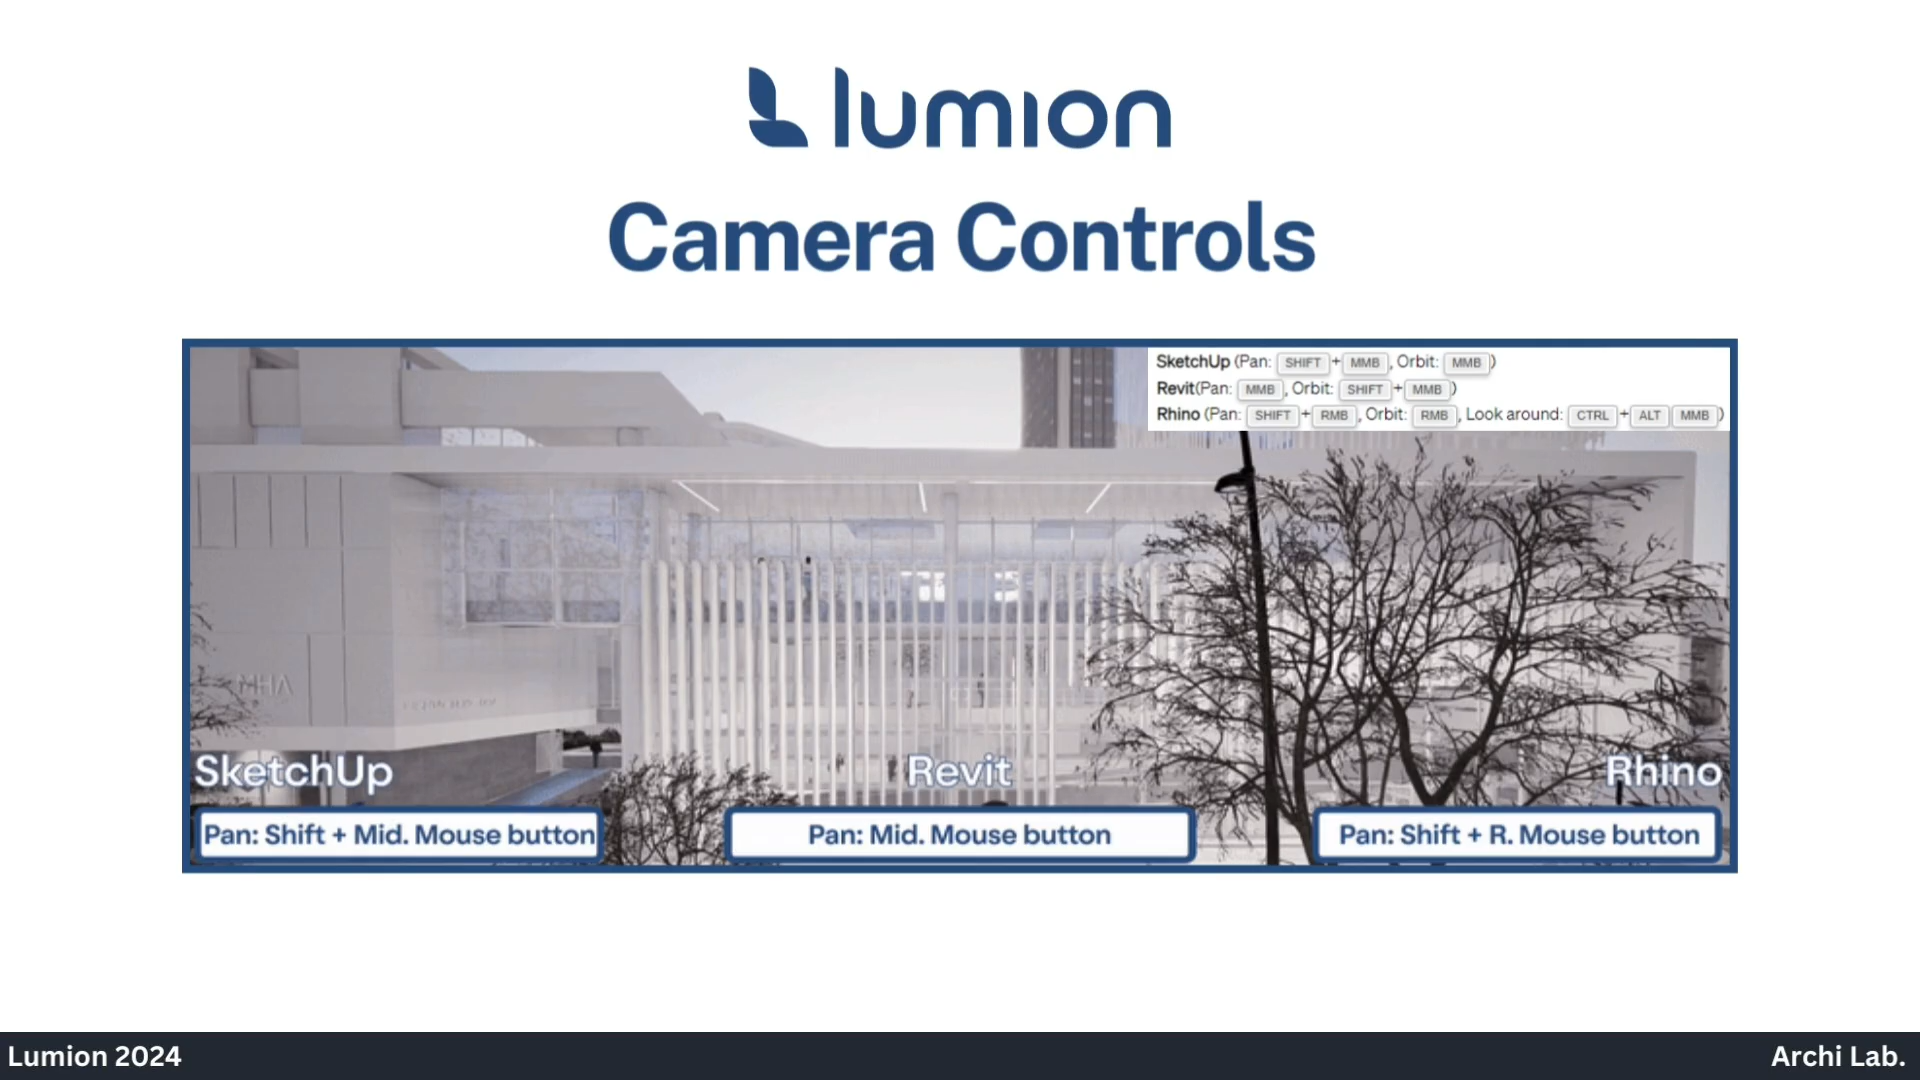 lumion
Camera Controls
SketchUp (Pan: SHIFT + MMB , Orbit: MMB )
Revit(Pan: MMB , Orbit: SHIFT + MMB )
Rhino (Pan: SHIFT + RMB , Orbit: RMB , Look around: CTRL + ALT MMB )
MHA
SketchUp
Revit
Rhino
Pan: Shift + Mid. Mouse button
Pan: Mid. Mouse button
Pan: Shift + R. Mouse button
Lumion 2024
Archi Lab.